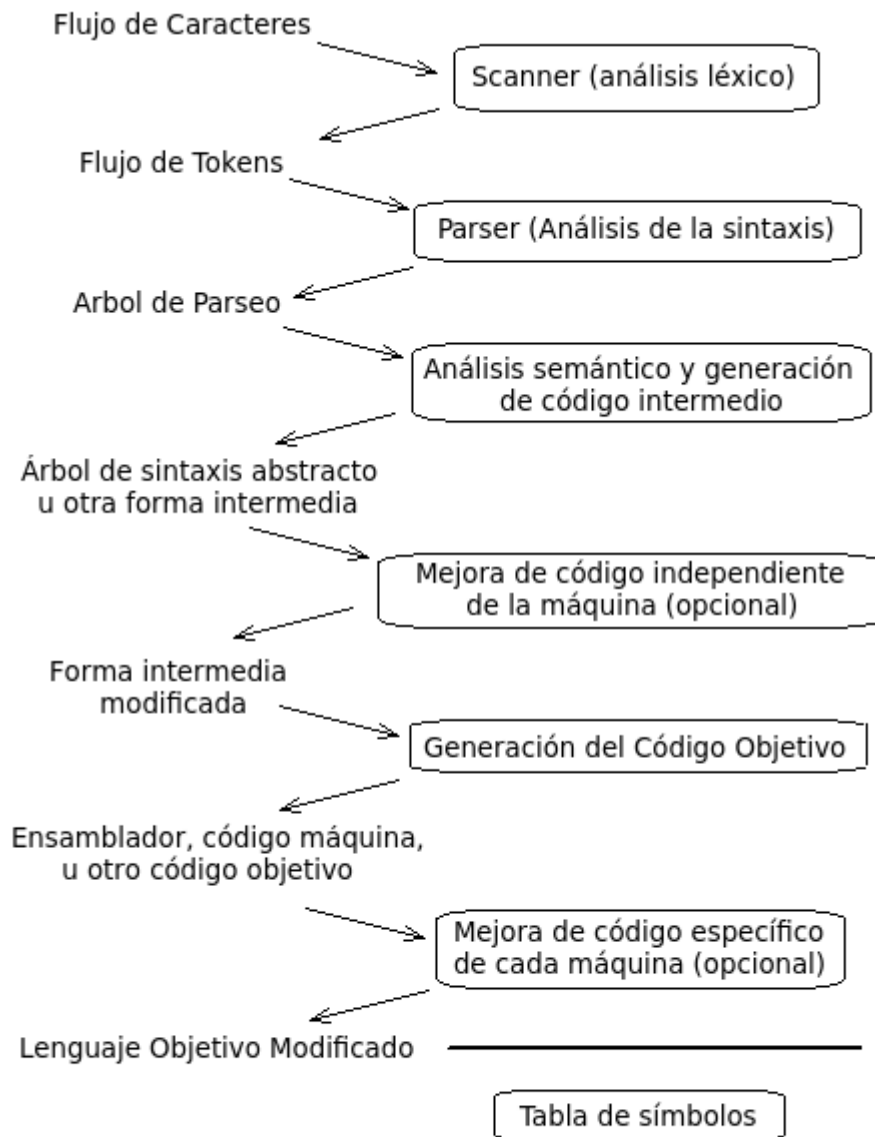 Flujo de Caracteres
Scanner (análisis léxico)
Flujo de Tokens
Parser (Análisis de la sintaxis)
Arbol de Parseo
Análisis semántico y generación
de código intermedio
Árbol de sintaxis abstracto
u otra forma intermedia
Mejora de código independiente
de la máquina (opcional)
Forma intermedia
modificada
Generación del Código Objetivo
Ensamblador, código máquina,
u otro código objetivo
Mejora de código específico
de cada máquina (opcional)
Lenguaje Objetivo Modificado
Tabla de símbolos